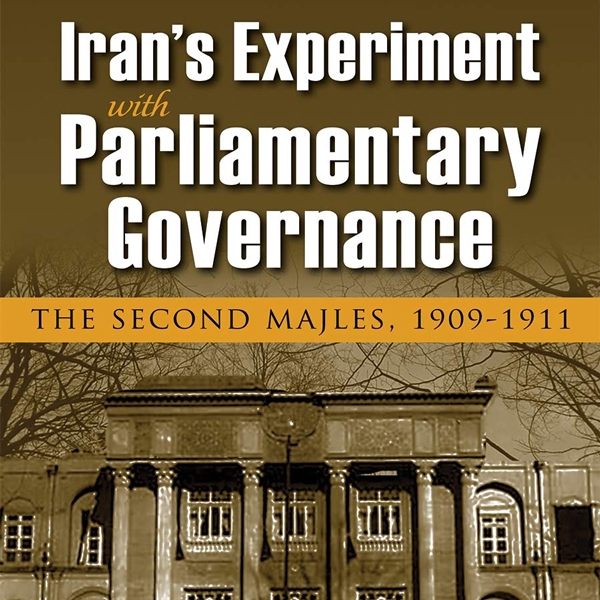 Iran's Experiment
with
Parliamentary
Governance
THE SECOND MAJLES, 1909-1911